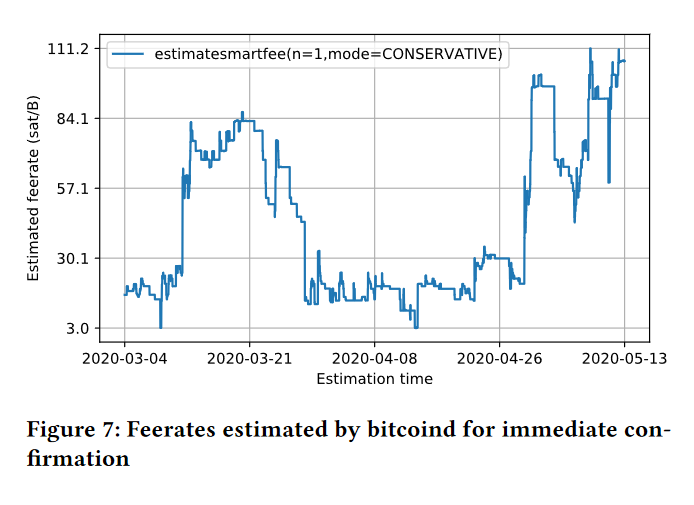 estimatesmartfee(n=1,mode=CONSERVATIVE)
Estimated feerate (sat/B)
111.2
84.1
57.1
30.1
3.0
2020-03-04 2020-03-21 2020-04-08 2020-04-26 2020-05-13
Estimation time
Figure 7: Feerates estimated by bitcoind for immediate con-
firmation